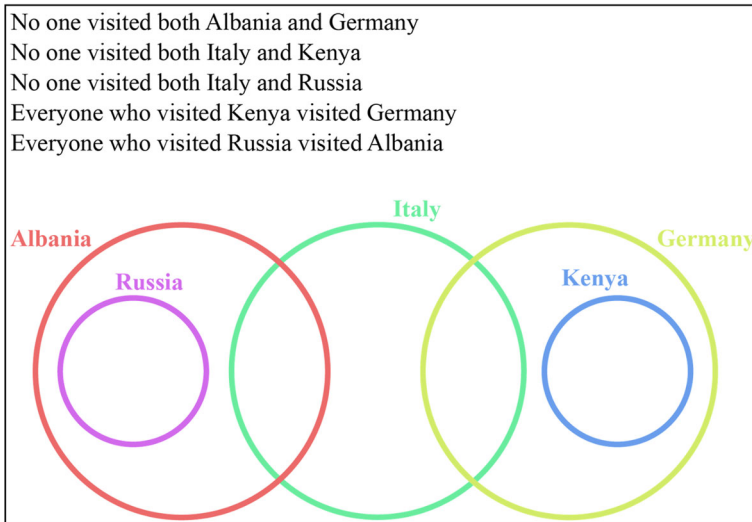 No one visited both Albania and Germany
No one visited both Italy and Kenya
No one visited both Italy and Russia
Everyone who visited Kenya visited Germany
Everyone who visited Russia visited Albania
Italy
Albania
Germany
Russia
Kenya